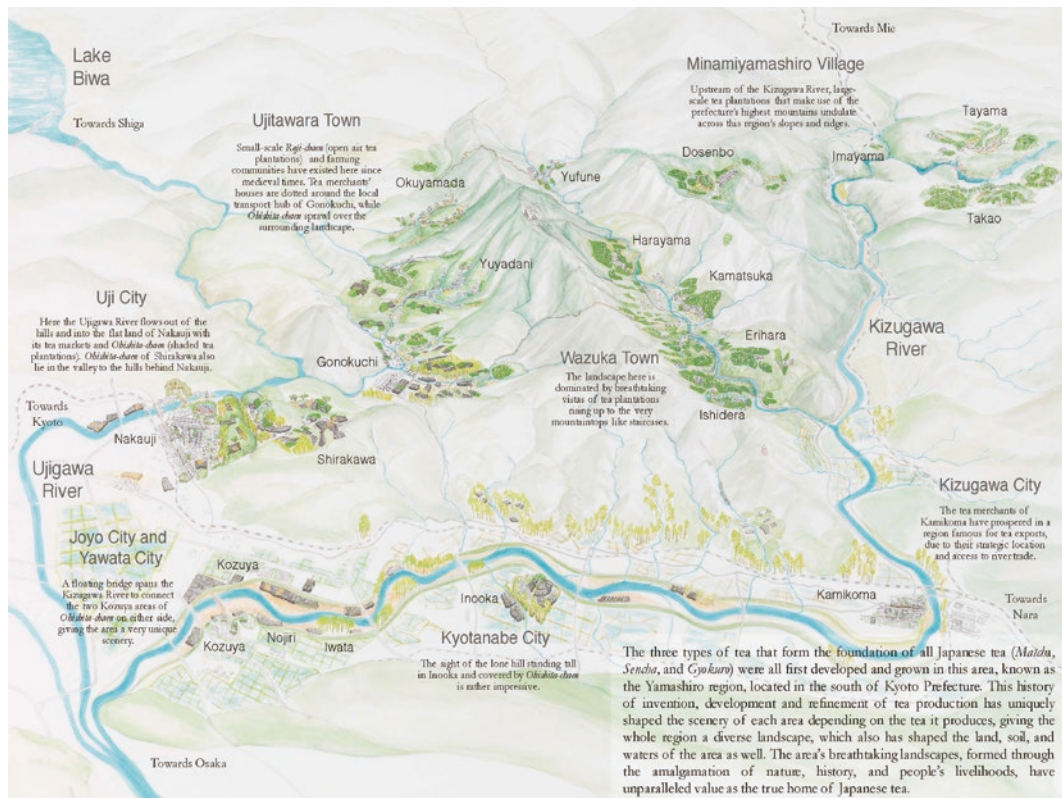 Lake
Biwa
Towards Shiga
Towards Mie
Minamiyamashiro Village
Upstream of the Kizugawa River, large-
scale tea plantations that make use of the
prefecture's highest mountains undulate
across this region's slopes and ridges.
Tayama
Imayama
Takao
Dosenbo
Yufune
Ujitawara Town
Small-scale Roji-chaen (open air tea
plantations) and farming
communities have existed here since
medieval times. Tea merchants'
houses are dotted around the local
transport hub of Gonokuchi, while
Obishita-chaen sprawl over the
surrounding landscape.
Okuyamada
Yuyadani
Harayama
Kamatsuka
Erihara
Ishidera
Kizugawa
River
Uji City
Here the Ujigawa River flows out of the
hills and into the flat land of Nakauji with
its tea markets and Obishita-chaen (shaded tea
plantations). Obishita-chaen of Shirakawa also
lie in the valley to the hills behind Nakauji.
Gonokuchi
Wazuka Town
The landscape here is
dominated by breathtaking
vistas of tea plantations
rising up to the very
mountaintops like staircases.
Towards
Kyoto
Nakauji
Shirakawa
Ujigawa
River
Kizugawa City
The tea merchants of
Kamikoma have prospered in a
region famous for tea exports,
due to their strategic location
and access to river trade.
Joyo City and
Yawata City
A floating bridge spans the
Kizugawa River to connect
the two Kozuya areas of
Obishita-chaen on either side,
giving the area a very unique
scenery.
Kozuya
Kozuya
Nojiri
Iwata
Inooka
Kyotanabe City
The sight of the lone hill standing tall
in Inooka and covered by Obishita-chaen
is rather impressive.
Kamikoma
Towards
Nara
Towards Osaka
The three types of tea that form the foundation of all Japanese tea (Matcha,
Sencha, and Gyokuro) were all first developed and grown in this area, known as
the Yamashiro region, located in the south of Kyoto Prefecture. This history
of invention, development and refinement of tea production has uniquely
shaped the scenery of each area depending on the tea it produces, giving the
whole region a diverse landscape, which also has shaped the land, soil, and
waters of the area as well. The area's breathtaking landscapes, formed through
the amalgamation of nature, history, and people's livelihoods, have
unparalleled value as the true home of Japanese tea.